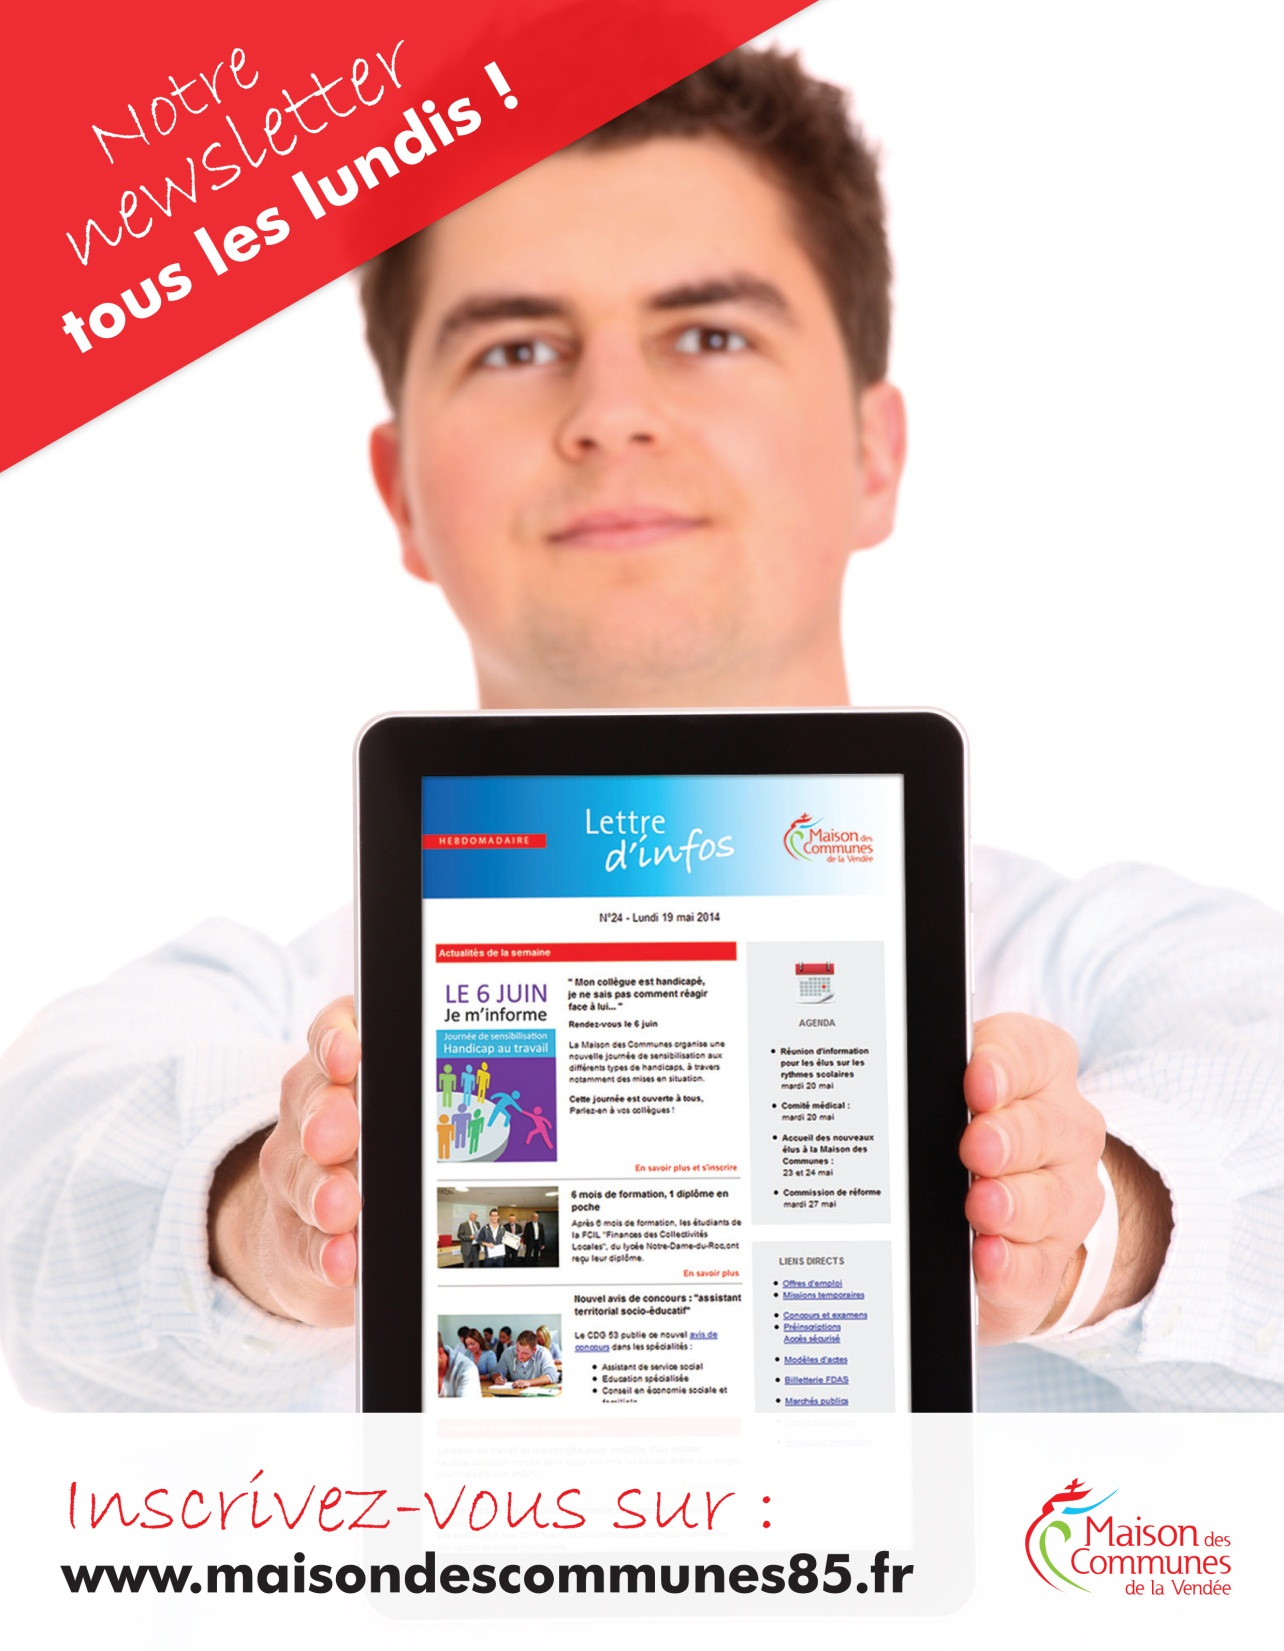 Notre
newsletter
tous les lundis !
HEBDOMADAIRE
Lettre
d'infos
Maison des
Communes
de la Vendée
N°24 - Lundi 19 mai 2014
Actualités de la semaine
LE 6 JUIN
Je m'informe
Journée de sensibilisation
Handicap au travail
" Mon collègue est handicapé,
je ne sais pas comment réagir
face à lui... "
Rendez-vous le 6 juin
La Maison des Communes organise une
nouvelle journée de sensibilisation aux
différents types de handicaps, à travers
notamment des mises en situation.
Cette journée est ouverte à tous,
Parlez-en à vos collègues !
En savoir plus et s'inscrire
6 mois de formation, 1 diplôme en
poche
Après 6 mois de formation, les étudiants de
la FCIL "Finances des Collectivités
Locales", du lycée Notre-Dame-du-Roc,ont
reçu leur diplôme.
En savoir plus
Nouvel avis de concours : "assistant
territorial socio-éducatif"
Le CDG 53 publie ce nouvel avis de
concours dans les spécialités :
• Assistant de service social
• Education spécialisée
• Conseil en économie sociale et
familiale
AGENDA
• Réunion d'information
pour les élus sur les
rythmes scolaires
mardi 20 mai
• Comité médical :
mardi 20 mai
• Accueil des nouveaux
élus à la Maison des
Communes :
23 et 24 mai
• Commission de réforme
mardi 27 mai
LIENS DIRECTS
• Offres d'emploi
• Missions temporaires
• Concours et examens
• Préinscriptions
Accès sécurisé
• Modèles d'actes
• Billetterie FDAS
• Marchés publics
Inscrivez-vous sur :
www.maisondescommunes85.fr
Maison des
Communes
de la Vendée